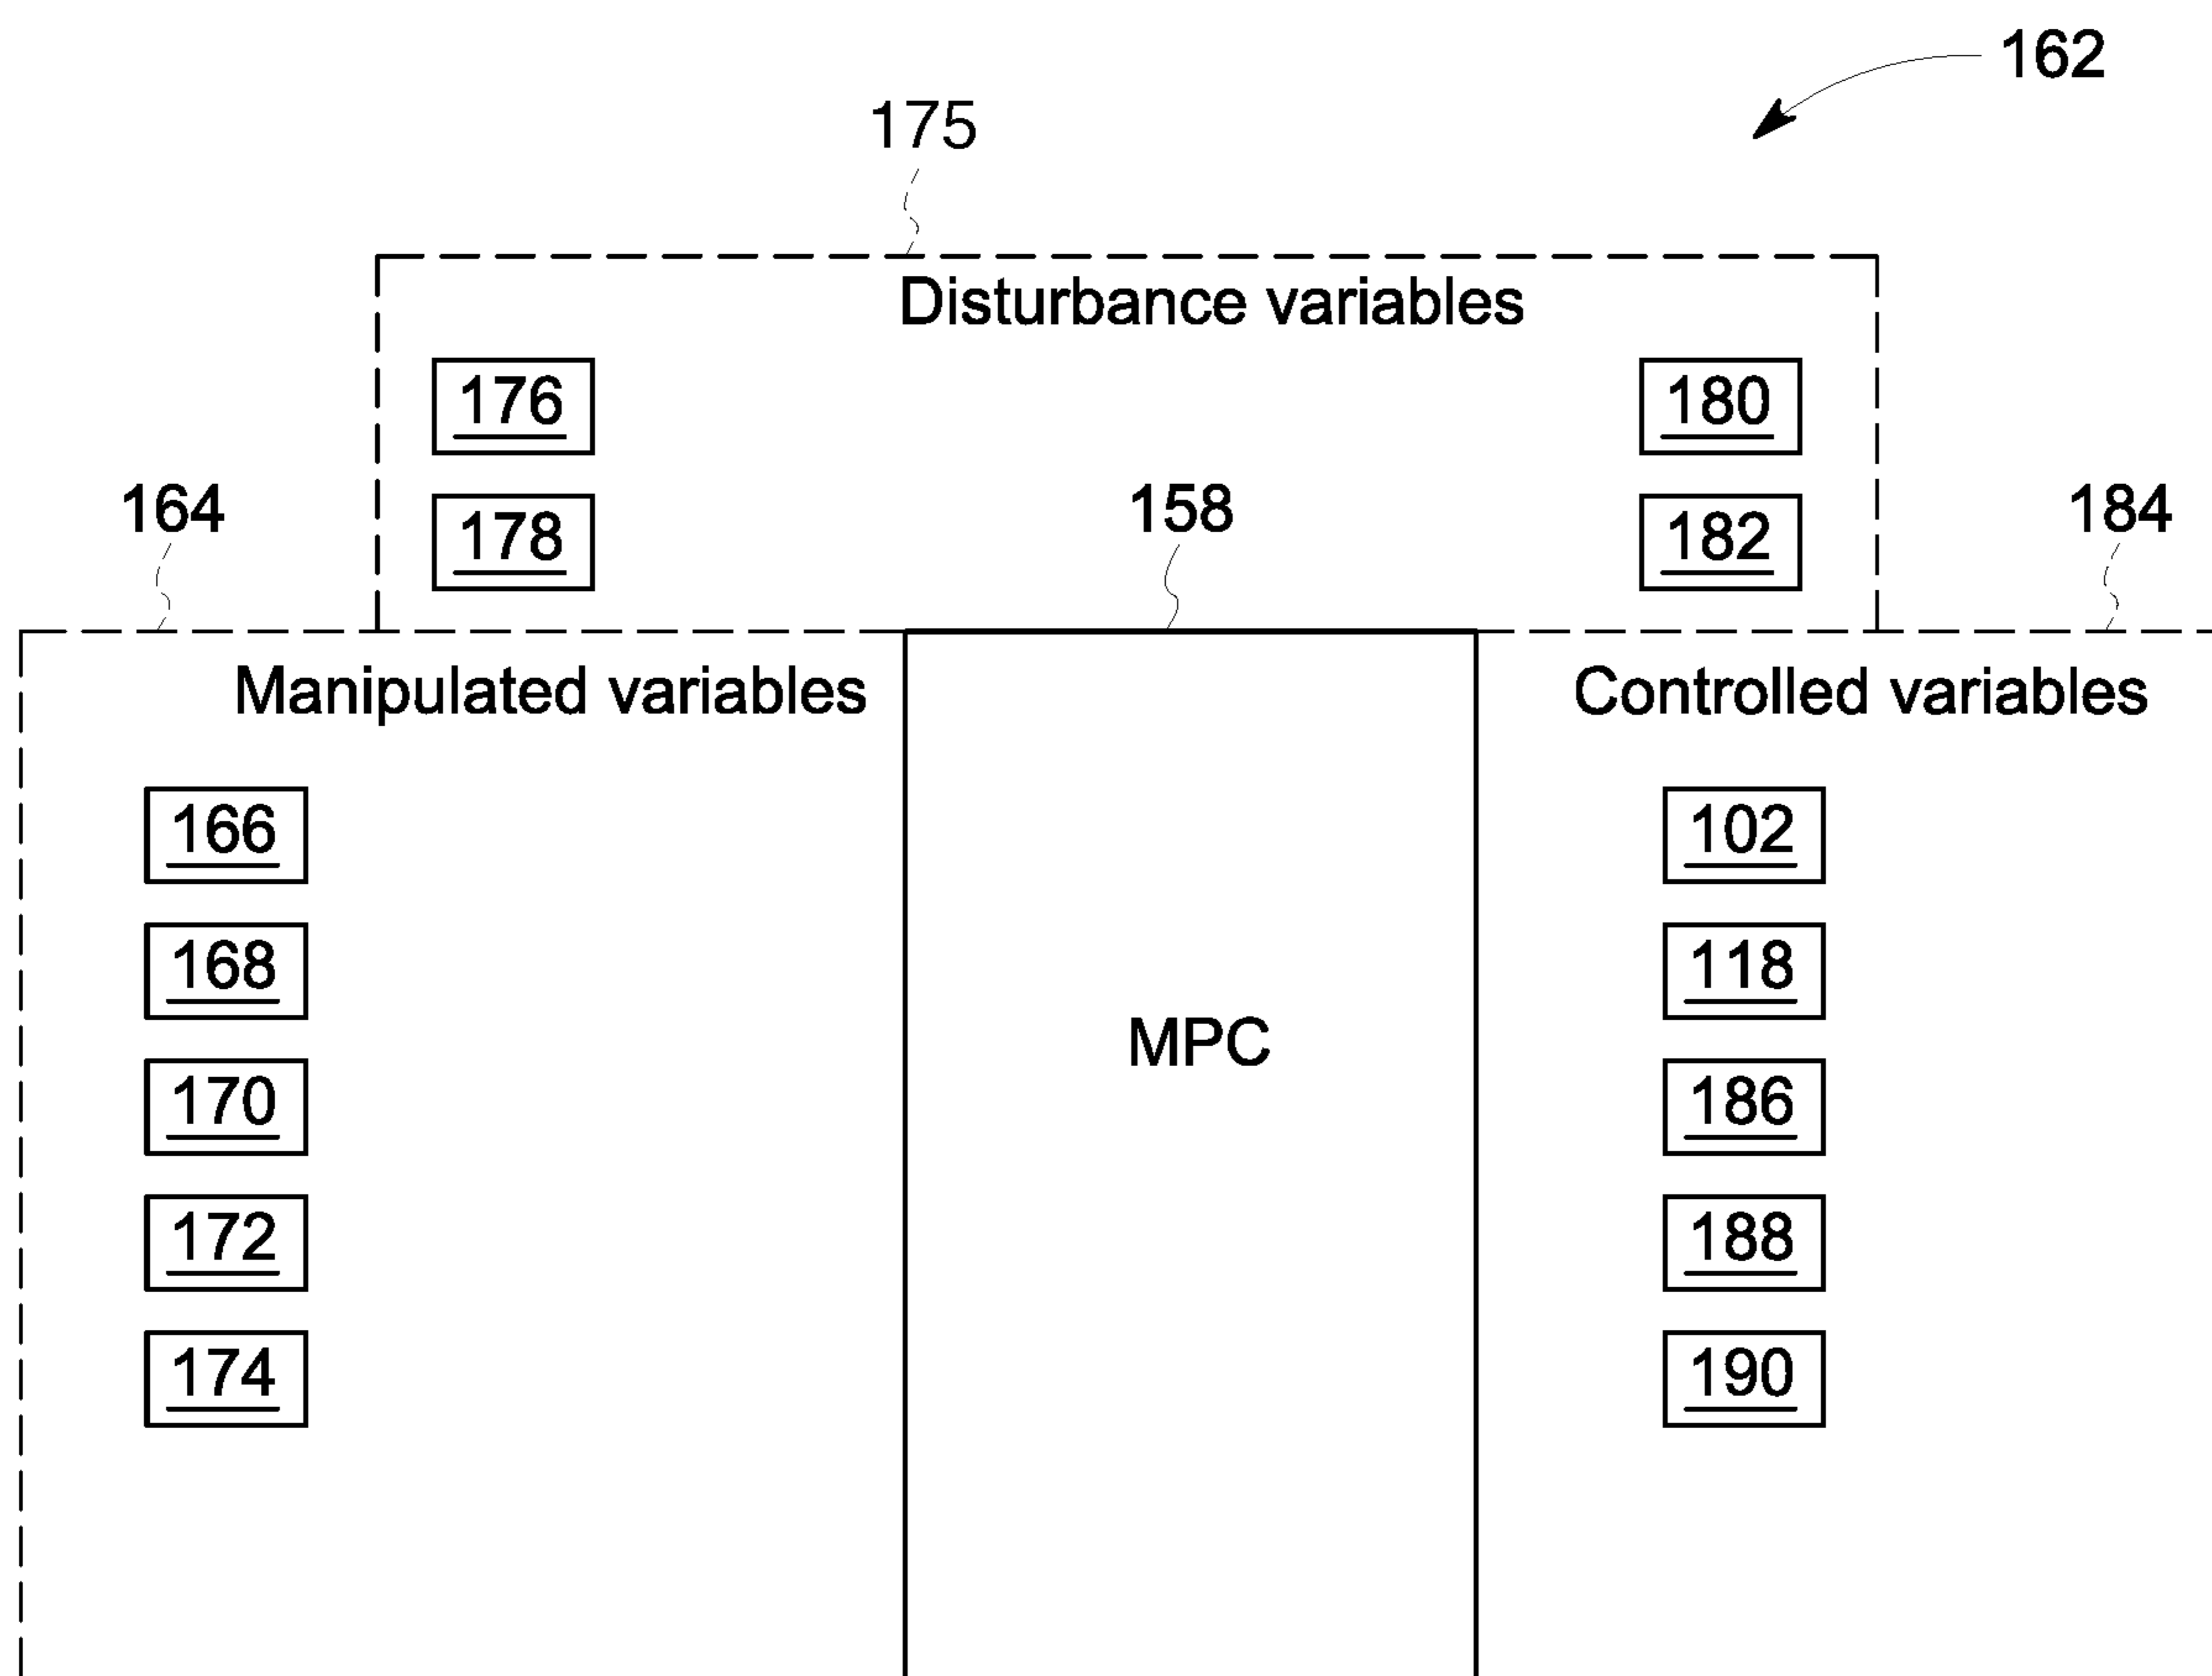 162
175
Disturbance variables
176 180
164 158 184
178 182
Manipulated variables Controlled variables
166 102
168 118
MPC
170 186
172 188
174 190